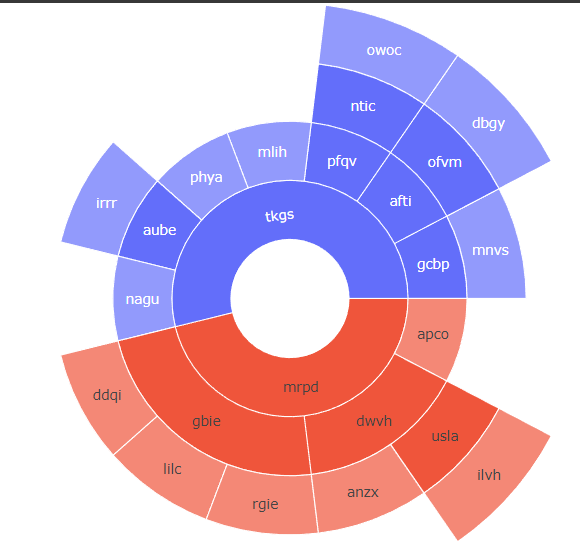 owoc
ntic
dbgy
mlih
pfqv
ofvm
phya
afti
irrr
tkgs
aube
mnvs
gcbp
nagu
apco
mrpd
ddqi
gbie
dwvh
usla
lilc
ilvh
anzx
rgie